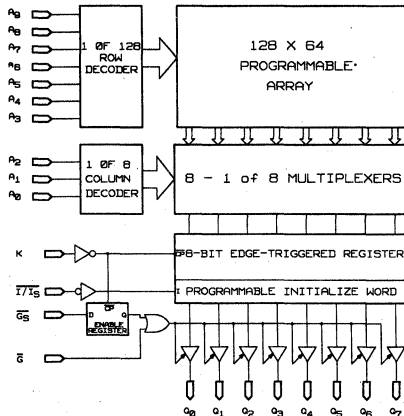 A9
A8
A7
A6
A5
A4
A3
1 OF 128
ROW
DECODER
128 X 64
PROGRAMMABLE
ARRAY
A2
A1
A0
1 OF 8
COLUMN
DECODER
8 - 1 of 8 MULTIPLEXERS
K
8-BIT EDGE-TRIGGERED REGISTER
I/IS
I PROGRAMMABLE INITIALIZE WORD
GS
CP
D
Q
ENABLE
REGISTER
G
Q0 Q1 Q2 Q3 Q4 Q5 Q6 Q7